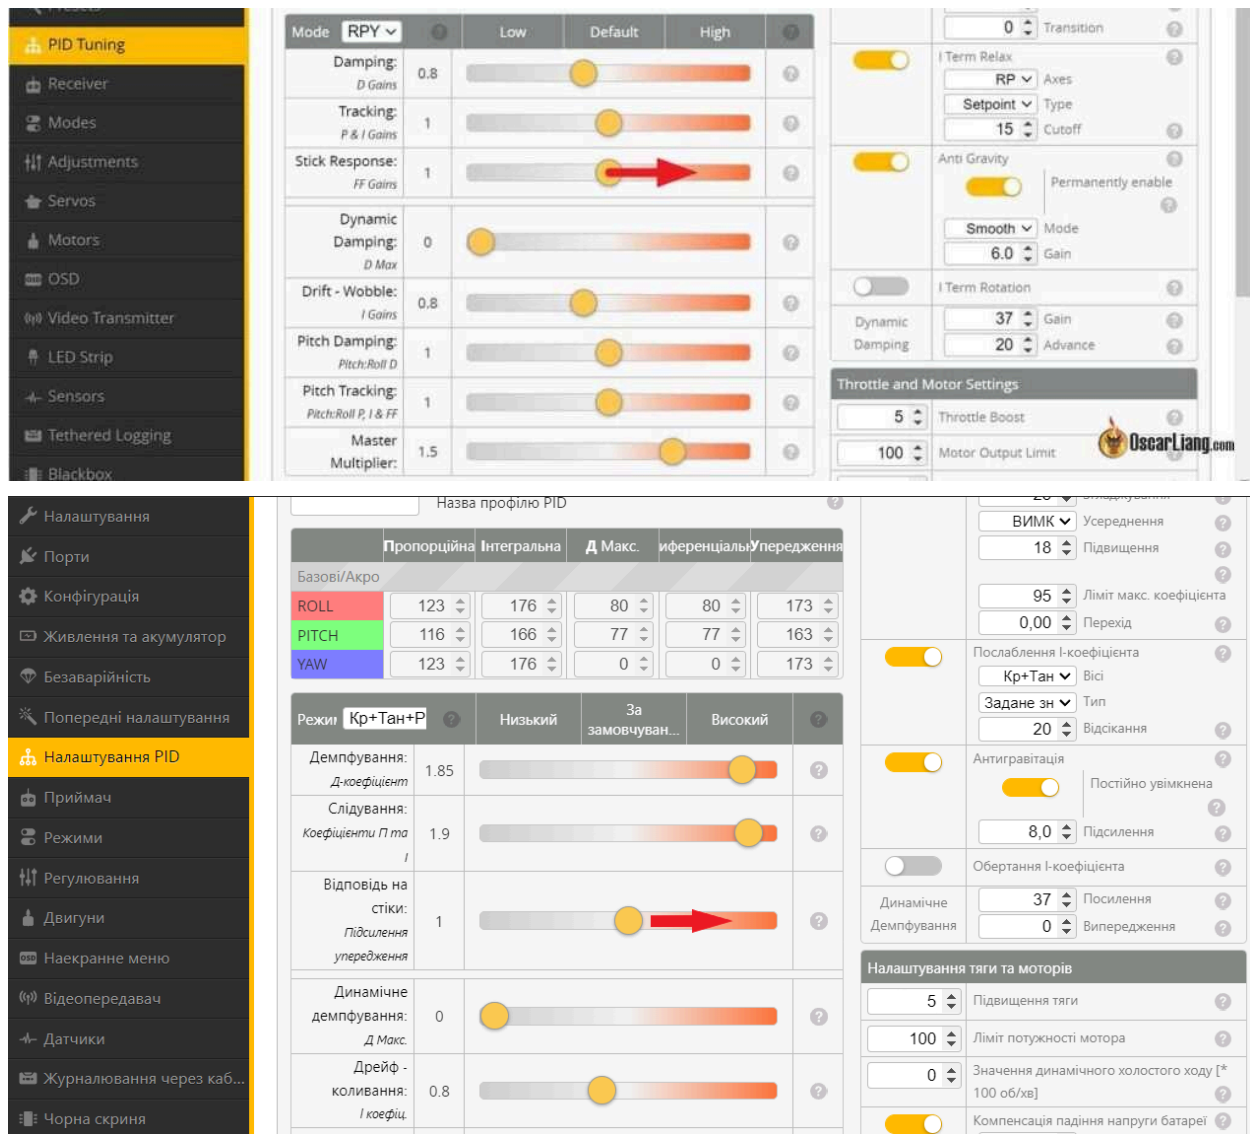 Presets
PID Tuning
Receiver
Modes
Adjustments
Servos
Motors
OSD
Video Transmitter
LED Strip
Sensors
Tethered Logging
Blackbox
Mode RPY Low Default High
Damping:
D Gains
0.8
Tracking:
P & I Gains
1
Stick Response:
FF Gains
1
Dynamic
Damping:
D Max
0
Drift - Wobble:
I Gains
0.8
Pitch Damping:
Pitch:Roll D
1
Pitch Tracking:
Pitch:Roll P, I & FF
1
Master
Multiplier:
1.5
0 Transition
I Term Relax
RP Axes
Setpoint Type
15 Cutoff
Anti Gravity
Permanently enable
Smooth Mode
6.0 Gain
I Term Rotation
Dynamic
Damping
37 Gain
20 Advance
Throttle and Motor Settings
5 Throttle Boost
100 Motor Output Limit
OscarLiang.com
Налаштування
Порти
Конфігурація
Живлення та акумулятор
Безаварійність
Попередні налаштування
Налаштування PID
Приймач
Режими
Регулювання
Двигуни
Наекранне меню
Відеопередавач
Датчики
Журналювання через каб...
Чорна скриня
Назва профілю PID
Пропорційна Інтегральна Д Макс. иференціальн Упередження
Базові/Акро
ROLL 123 176 80 80 173
PITCH 116 166 77 77 163
YAW 123 176 0 0 173
Режим Кр+Тан+Р Низький За
замовчуван... Високий
Демпфування:
Д-коефіцієнт
1.85
Слідування:
Коефіцієнти П та
І
1.9
Відповідь на
стіки:
Підсилення
упередження
1
Динамічне
демпфування:
Д Макс.
0
Дрейф -
коливання:
І коефіц.
0.8
ВИМК Усереднення
18 Підвищення
95 Ліміт макс. коефіцієнта
0,00 Перехід
Послаблення І-коефіцієнта
Кр+Тан Вісі
Задане зн Тип
20 Відсікання
Антигравітація
Постійно увімкнена
8,0 Підсилення
Обертання І-коефіцієнта
Динамічне
Демпфування
37 Посилення
0 Випередження
Налаштування тяги та моторів
5 Підвищення тяги
100 Ліміт потужності мотора
0 Значення динамічного холостого ходу [*
100 об/хв]
Компенсація падіння напруги батареї